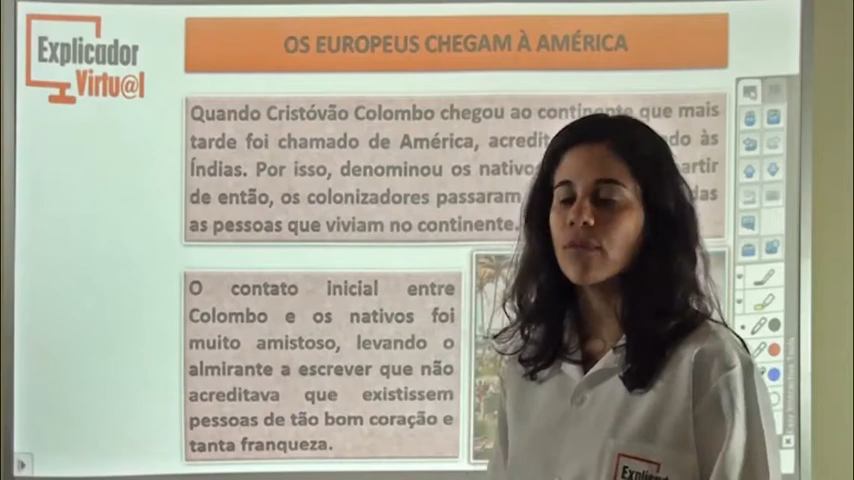 Explicador
Virtu@l
OS EUROPEUS CHEGAM À AMÉRICA
Quando Cristóvão Colombo chegou ao continente que mais
tarde foi chamado de América, às
Índias. Por isso, denominou os
de então, os colonizadores passaram
as pessoas que viviam no continente.
O contato inicial entre
Colombo e os nativos foi
muito amistoso, levando o
almirante a escrever que não
acreditava que existissem
pessoas de tão bom coração e
tanta franqueza.